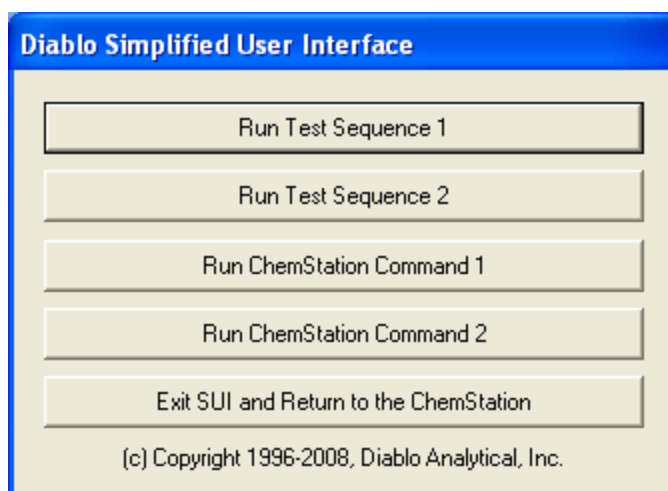 Diablo Simplified User Interface
Run Test Sequence 1
Run Test Sequence 2
Run ChemStation Command 1
Run ChemStation Command 2
Exit SUI and Return to the ChemStation
(c) Copyright 1996-2008, Diablo Analytical, Inc.